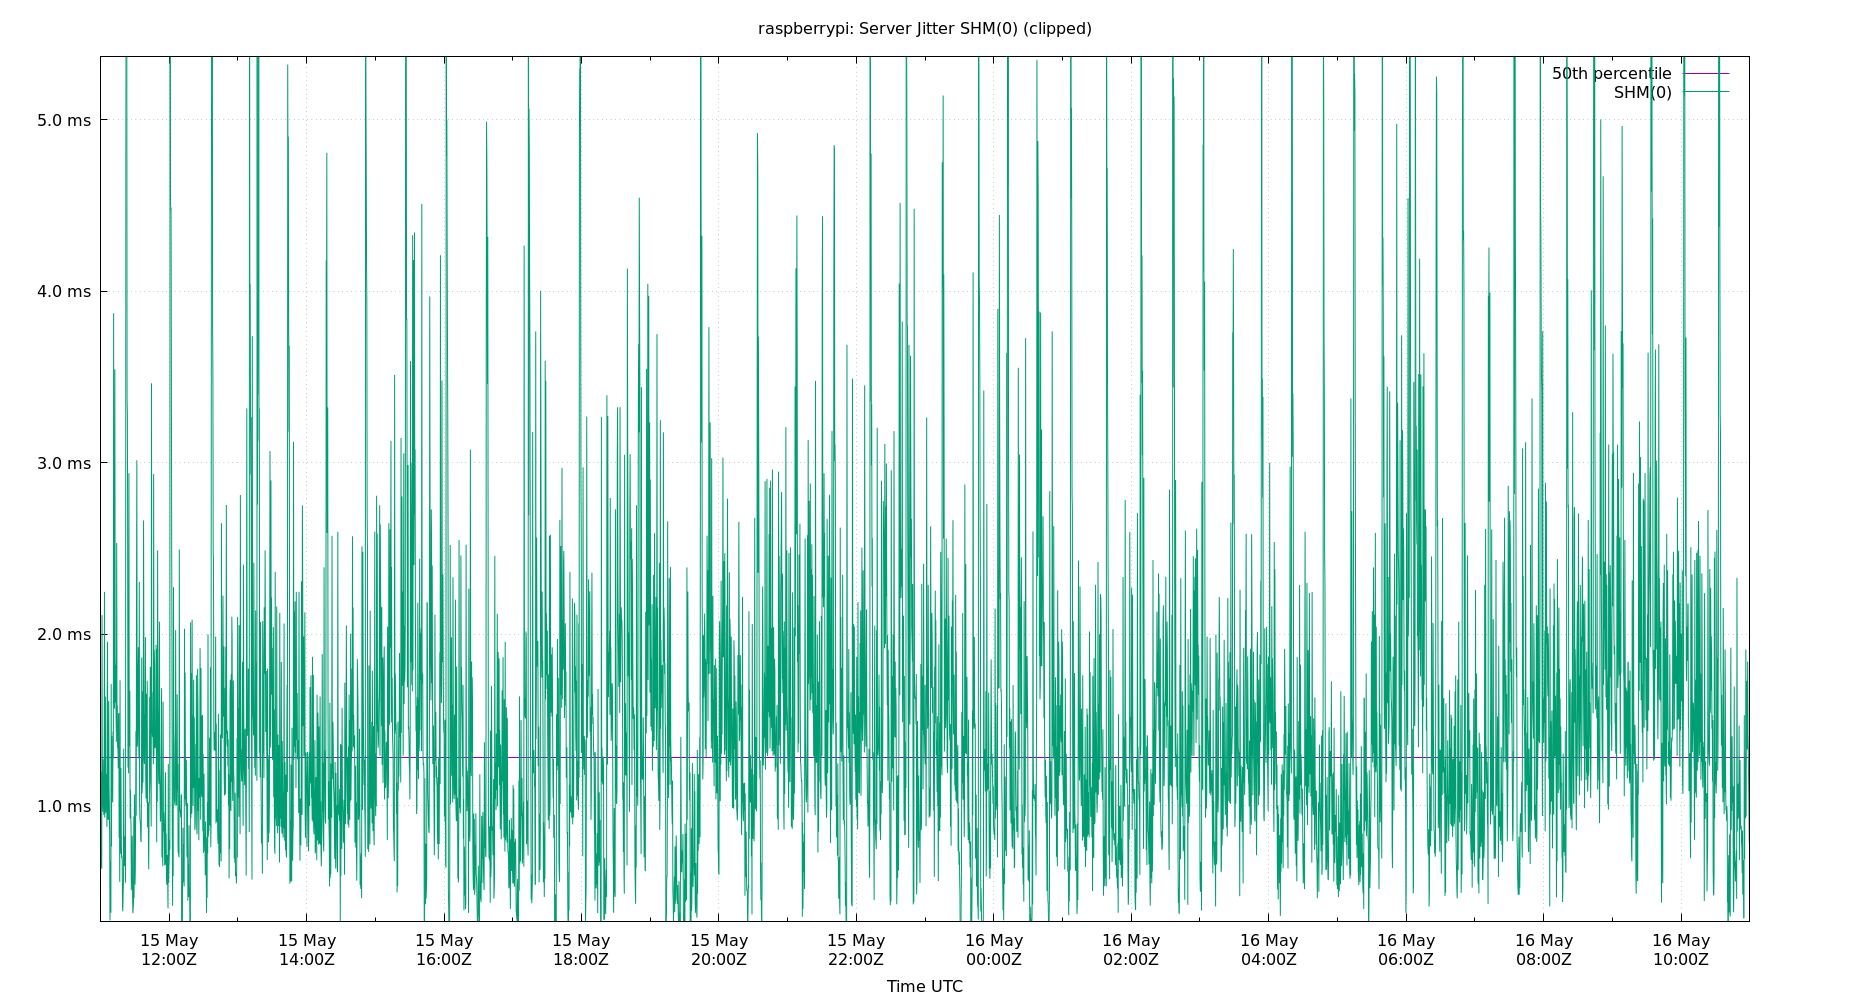 raspberrypi: Server Jitter SHM(0) (clipped)
50th percentile
SHM(0)
5.0 ms
4.0 ms
3.0 ms
2.0 ms
1.0 ms
15 May 15 May 15 May 15 May 15 May 15 May 16 May 16 May 16 May 16 May 16 May 16 May
12:00Z 14:00Z 16:00Z 18:00Z 20:00Z 22:00Z 00:00Z 02:00Z 04:00Z 06:00Z 08:00Z 10:00Z
Time UTC